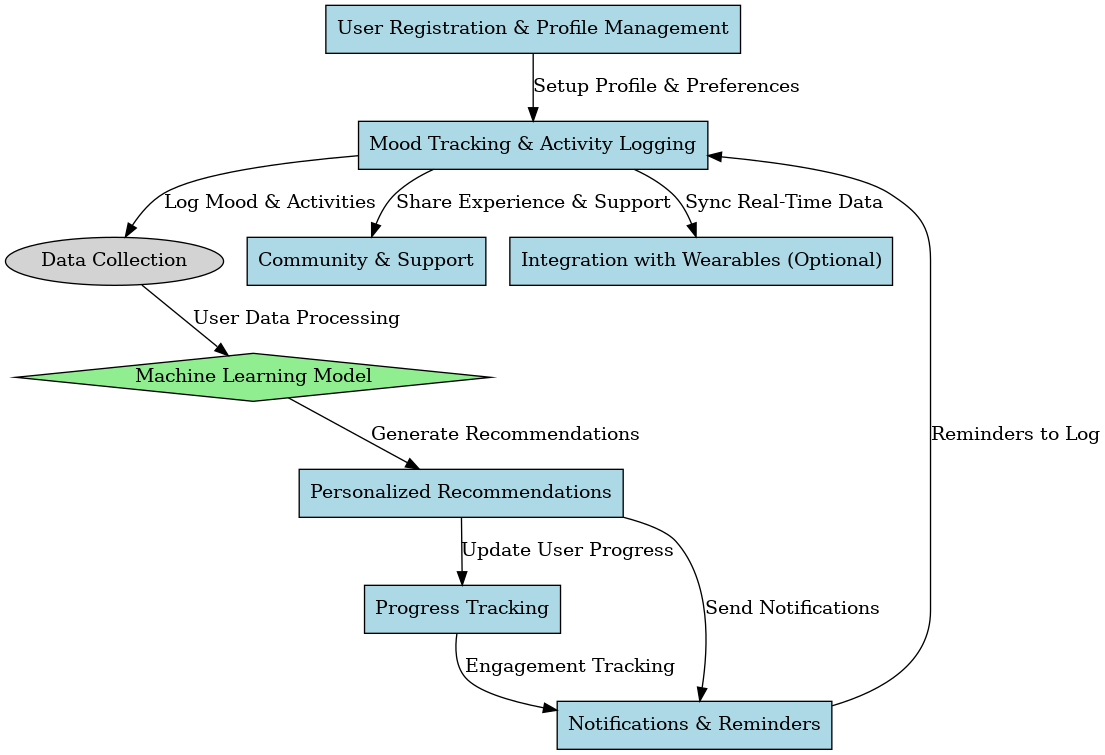 User Registration & Profile Management
Setup Profile & Preferences
Mood Tracking & Activity Logging
Log Mood & Activities
Share Experience & Support
Sync Real-Time Data
Data Collection
Community & Support
Integration with Wearables (Optional)
User Data Processing
Machine Learning Model
Generate Recommendations
Reminders to Log
Personalized Recommendations
Update User Progress
Progress Tracking
Send Notifications
Engagement Tracking
Notifications & Reminders